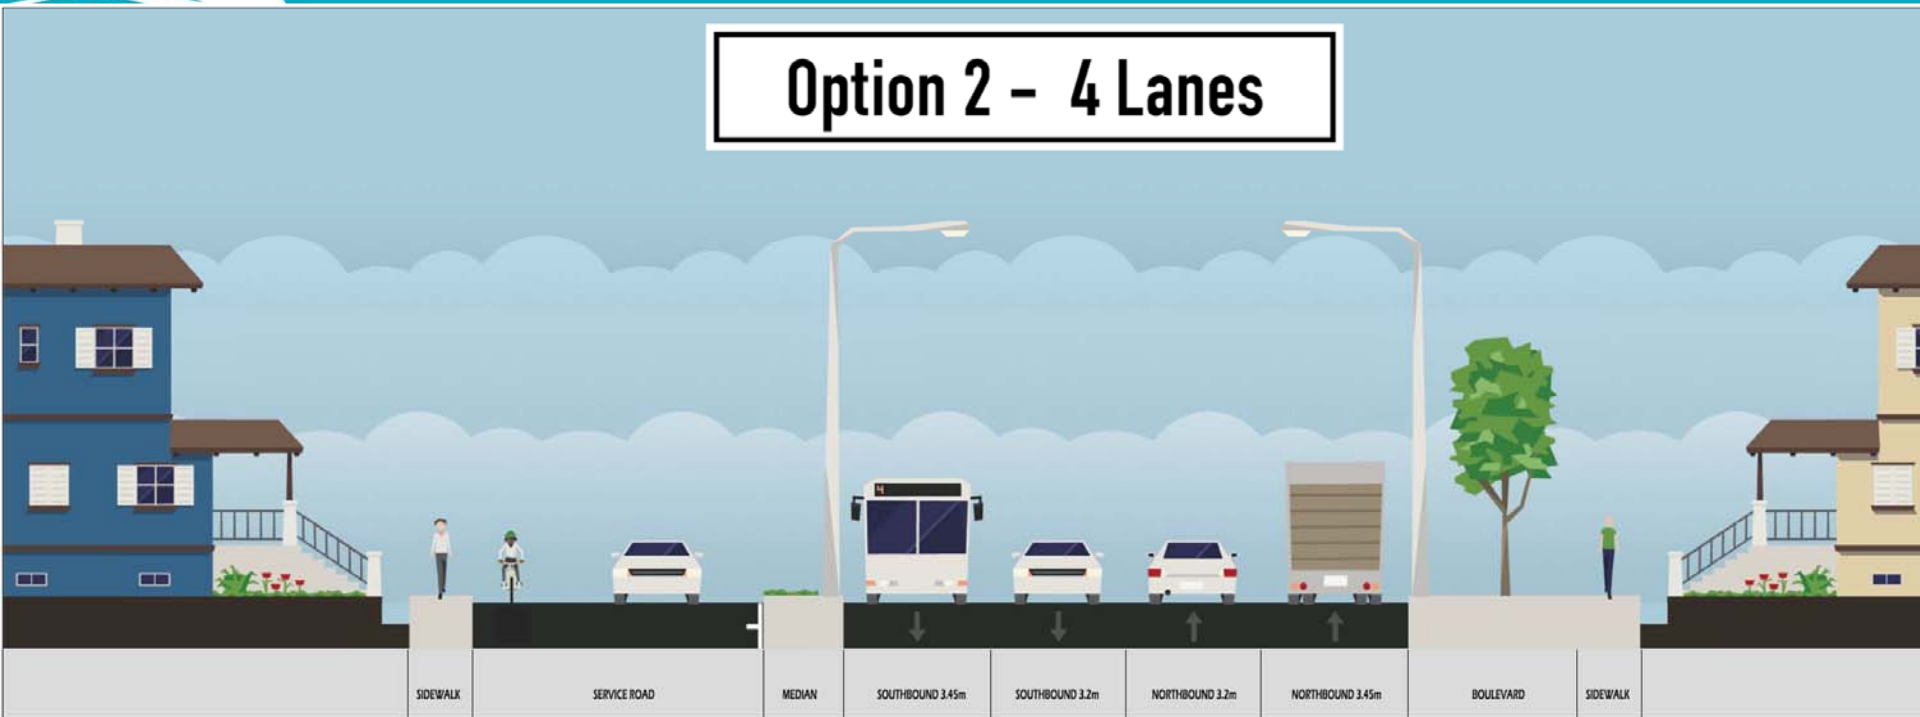 Option 2 - 4 Lanes
4
SIDEWALK
SERVICE ROAD
MEDIAN
SOUTHBOUND 3.45m
SOUTHBOUND 3.2m
NORTHBOUND 3.2m
NORTHBOUND 3.45m
BOULEVARD
SIDEWALK